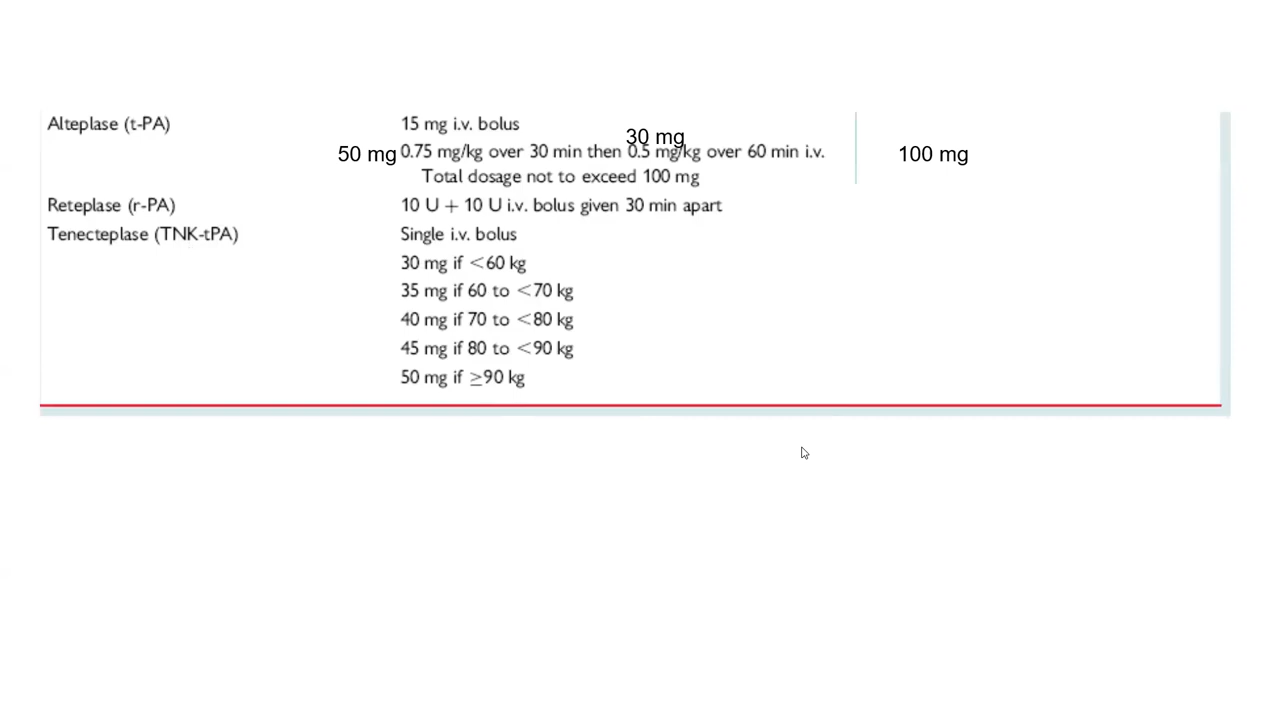 Alteplase (t-PA) 15 mg i.v. bolus
30 mg
50 mg 0.75 mg/kg over 30 min then 0.5 mg/kg over 60 min i.v. 100 mg
Total dosage not to exceed 100 mg
Reteplase (r-PA) 10 U + 10 U i.v. bolus given 30 min apart
Tenecteplase (TNK-tPA) Single i.v. bolus
30 mg if <60 kg
35 mg if 60 to <70 kg
40 mg if 70 to <80 kg
45 mg if 80 to <90 kg
50 mg if ≥90 kg